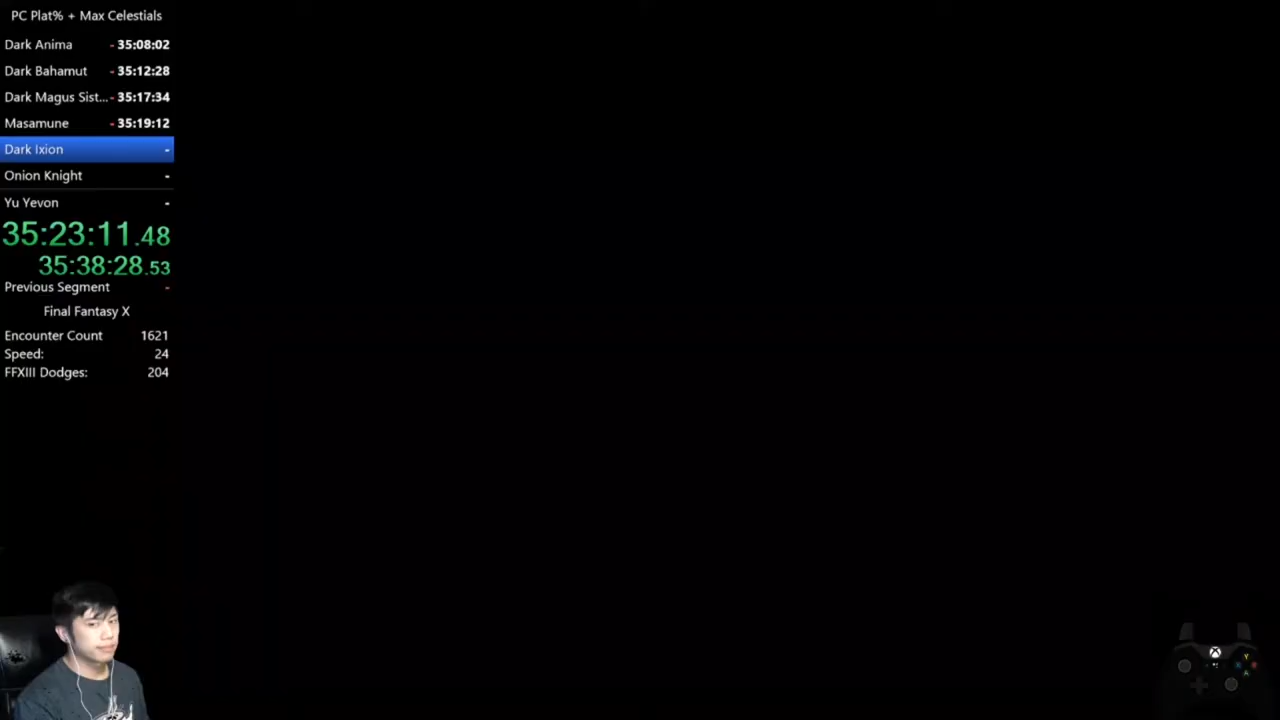 PC Plat% + Max Celestials
Dark Anima - 35:08:02
Dark Bahamut - 35:12:28
Dark Magus Sist... - 35:17:34
Masamune - 35:19:12
Dark Ixion -
Onion Knight -
Yu Yevon -
35:23:11.48
35:38:28.53
Previous Segment -
Final Fantasy X
Encounter Count 1621
Speed: 24
FFXIII Dodges: 204
Y
A